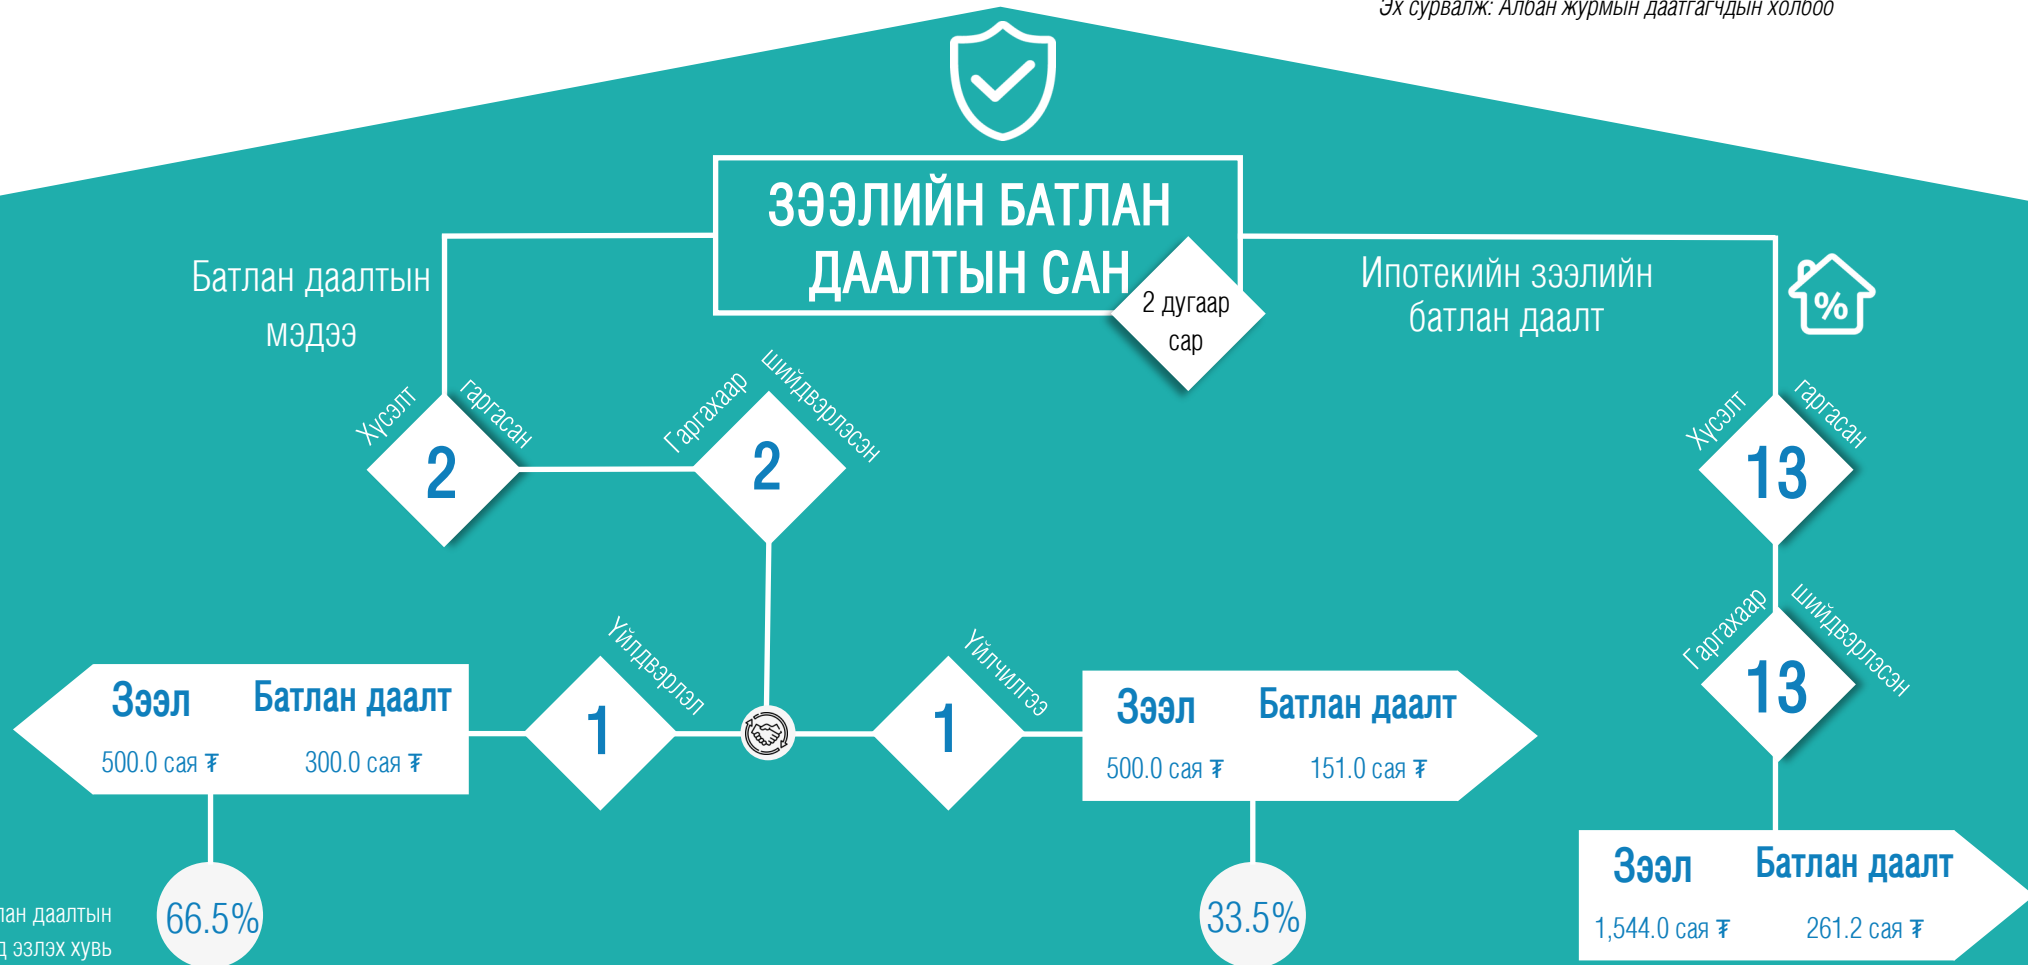 Эх сурвалж: Албан журмын даатгагчдын холбоо
ЗЭЭЛИЙН БАТЛАН
ДААЛТЫН САН
2 дугаар
сар
Батлан даалтын
мэдээ
Хүсэлт гаргасан
2
Гаргахаар шийдвэрлэсэн
2
Үйлдвэрлэл
1
Үйлчилгээ
1
Зээл Батлан даалт
500.0 сая ₮ 300.0 сая ₮
66.5%
Зээл Батлан даалт
500.0 сая ₮ 151.0 сая ₮
33.5%
даалтын
эзлэх хувь
Ипотекийн зээлийн
батлан даалт
%
Хүсэлт гаргасан
13
Гаргахаар шийдвэрлэсэн
13
Зээл Батлан даалт
1,544.0 сая ₮ 261.2 сая ₮